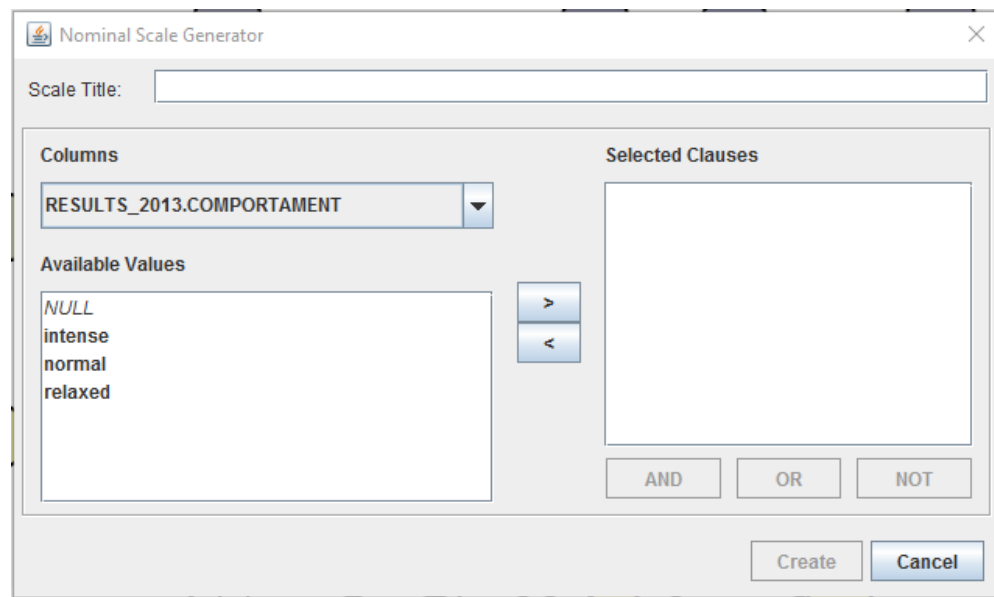 Nominal Scale Generator
Scale Title:
Columns
RESULTS_2013.COMPORTAMENT
Available Values
NULL
intense
normal
relaxed
>
<
Selected Clauses
AND OR NOT
Create Cancel